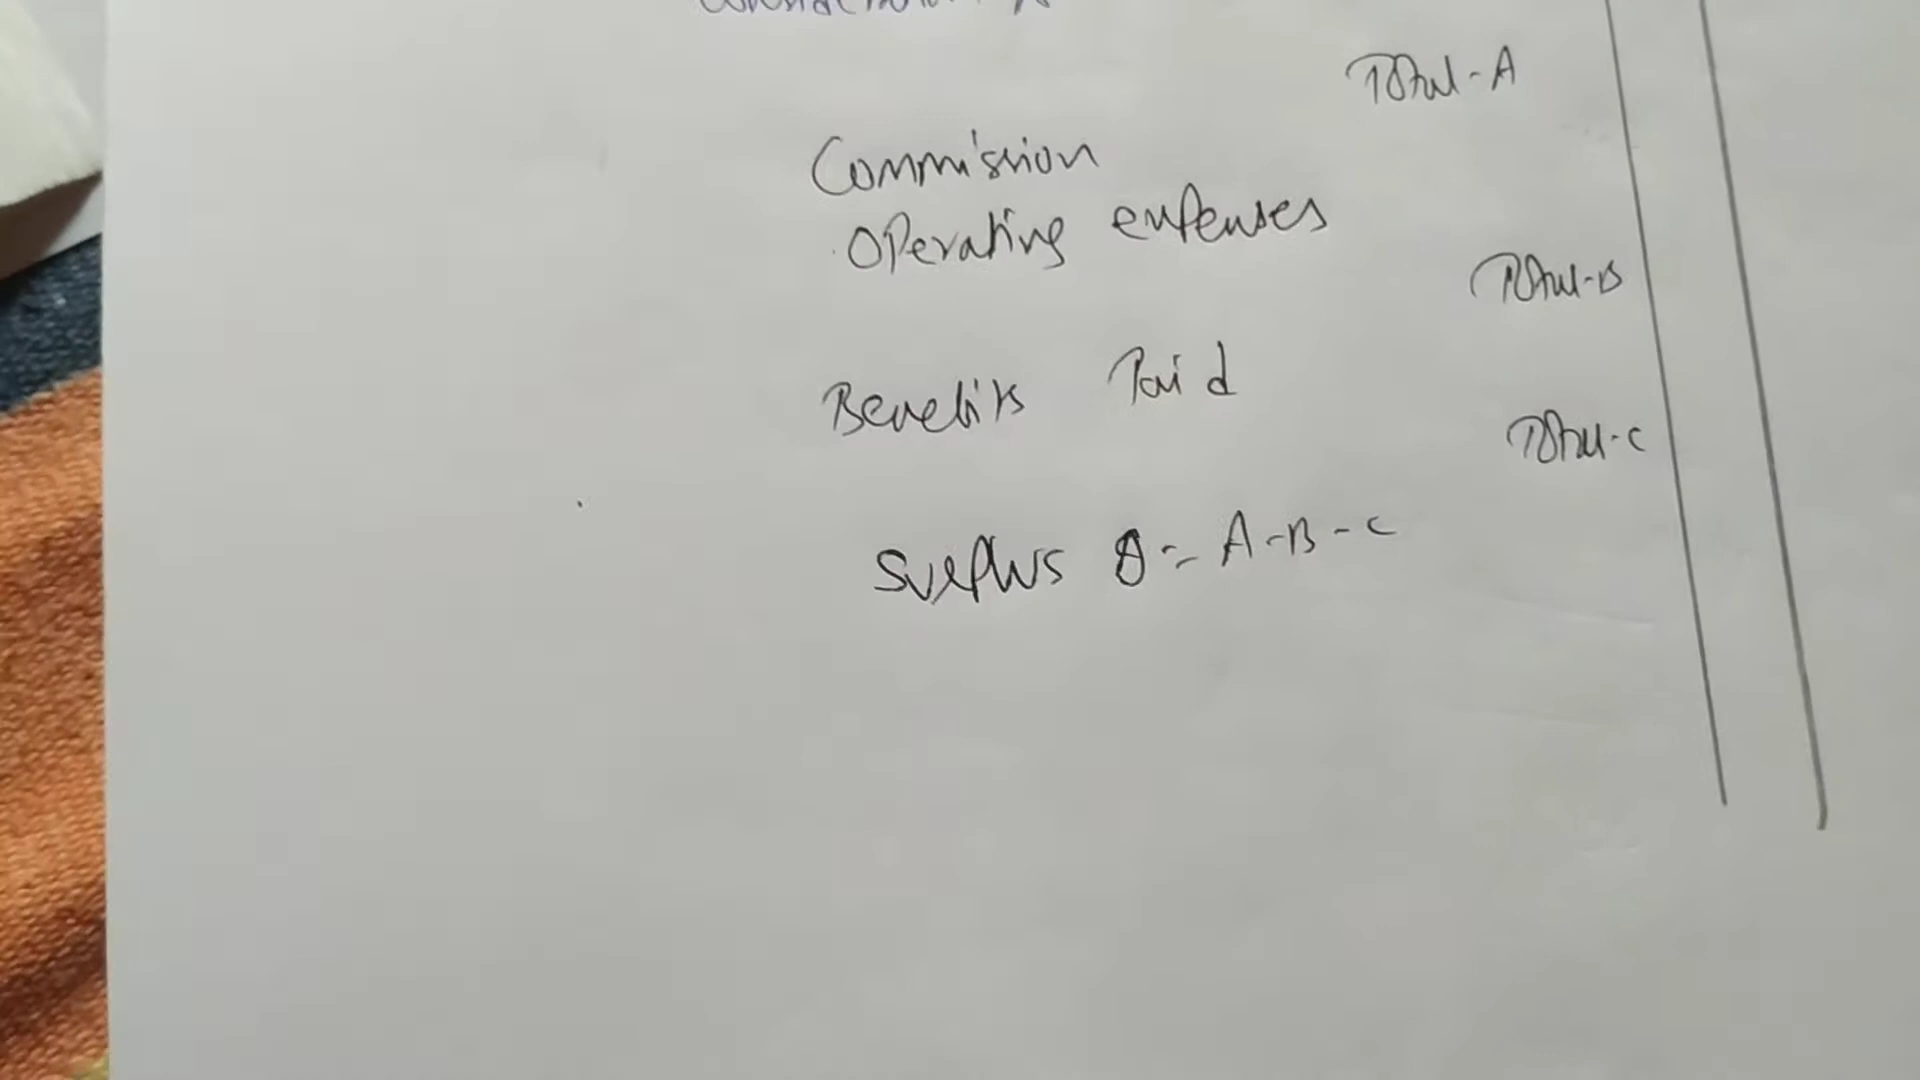 Total-A
Commission
Operating expenses
Total-B
Benefits Paid
Total-C
Surplus D = A-B-C